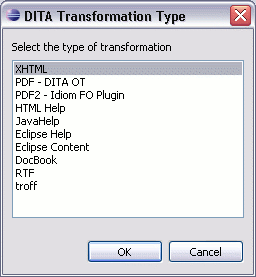 DITA Transformation Type
Select the type of transformation
XHTML
PDF - DITA OT
PDF2 - Idiom FO Plugin
HTML Help
JavaHelp
Eclipse Help
Eclipse Content
DocBook
RTF
troff
OK
Cancel